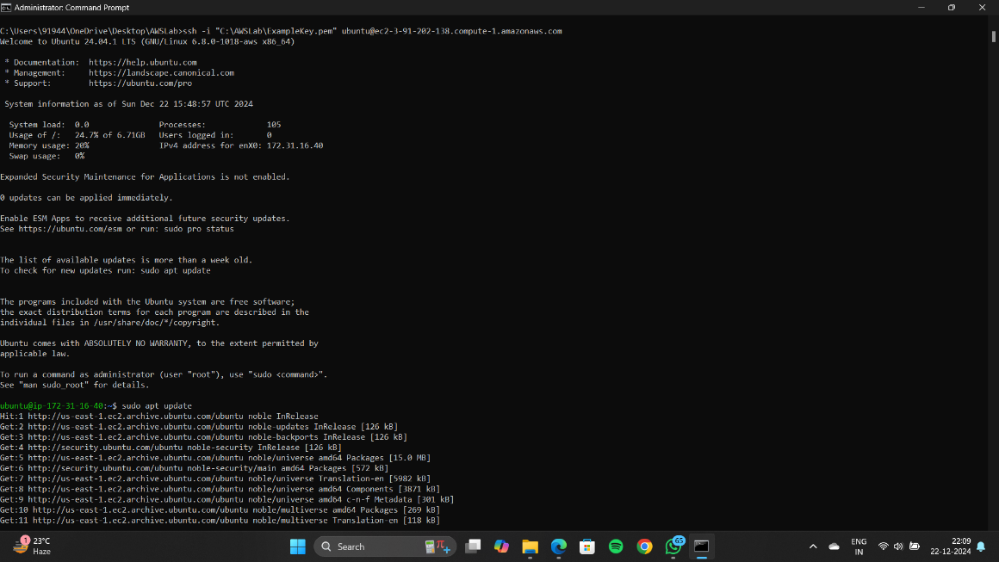 Administrator: Command Prompt
C:\Users\91944\OneDrive\Desktop\AWSLab>ssh -i "C:\AWSLab\ExampleKey.pem" ubuntu@ec2-3-91-202-138.compute-1.amazonaws.com
Welcome to Ubuntu 24.04.1 LTS (GNU/Linux 6.8.0-1018-aws x86_64)
* Documentation:  https://help.ubuntu.com
* Management:     https://landscape.canonical.com
* Support:        https://ubuntu.com/pro
System information as of Sun Dec 22 15:48:57 UTC 2024
System load:  0.0               Processes:             105
Usage of /:   24.7% of 6.71GB   Users logged in:       0
Memory usage: 20%               IPv4 address for enX0: 172.31.16.40
Swap usage:   0%
Expanded Security Maintenance for Applications is not enabled.
0 updates can be applied immediately.
Enable ESM Apps to receive additional future security updates.
See https://ubuntu.com/esm or run: sudo pro status
The list of available updates is more than a week old.
To check for new updates run: sudo apt update
The programs included with the Ubuntu system are free software;
the exact distribution terms for each program are described in the
individual files in /usr/share/doc/*/copyright.
Ubuntu comes with ABSOLUTELY NO WARRANTY, to the extent permitted by
applicable law.
To run a command as administrator (user "root"), use "sudo <command>".
See "man sudo_root" for details.
ubuntu@ip-172-31-16-40:~$ sudo apt update
Hit:1 http://us-east-1.ec2.archive.ubuntu.com/ubuntu noble InRelease
Get:2 http://us-east-1.ec2.archive.ubuntu.com/ubuntu noble-updates InRelease [126 kB]
Get:3 http://us-east-1.ec2.archive.ubuntu.com/ubuntu noble-backports InRelease [126 kB]
Get:4 http://security.ubuntu.com/ubuntu noble-security InRelease [126 kB]
Get:5 http://us-east-1.ec2.archive.ubuntu.com/ubuntu noble/universe amd64 Packages [15.0 MB]
Get:6 http://security.ubuntu.com/ubuntu noble-security/main amd64 Packages [572 kB]
Get:7 http://us-east-1.ec2.archive.ubuntu.com/ubuntu noble/universe Translation-en [5982 kB]
Get:8 http://us-east-1.ec2.archive.ubuntu.com/ubuntu noble/universe amd64 Components [3871 kB]
Get:9 http://us-east-1.ec2.archive.ubuntu.com/ubuntu noble/universe amd64 c-n-f Metadata [301 kB]
Get:10 http://us-east-1.ec2.archive.ubuntu.com/ubuntu noble/multiverse amd64 Packages [269 kB]
Get:11 http://us-east-1.ec2.archive.ubuntu.com/ubuntu noble/multiverse Translation-en [118 kB]
1
23°C
Haze
Search
65
ENG
IN
22:09
22-12-2024